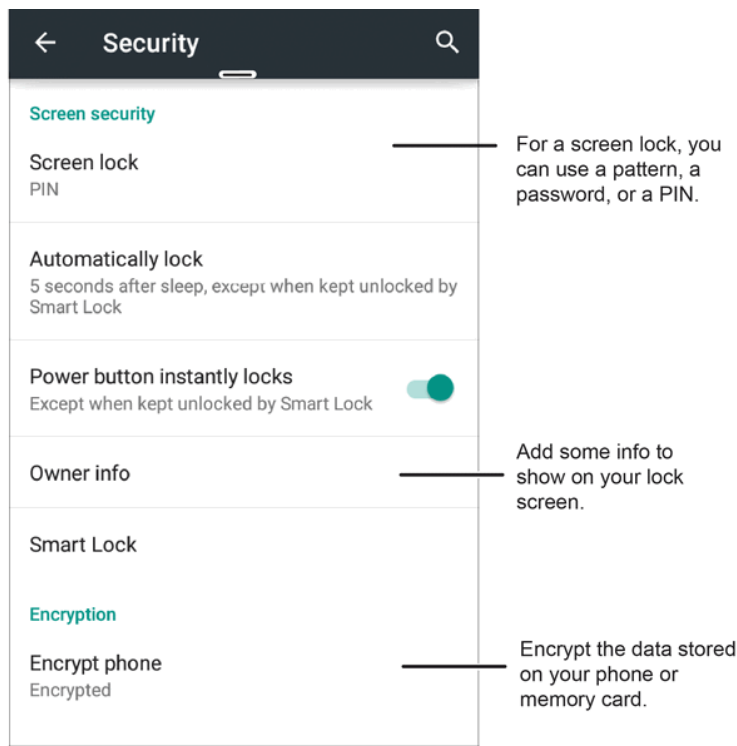 Security
Screen security
Screen lock
PIN
For a screen lock, you
can use a pattern, a
password, or a PIN.
Automatically lock
5 seconds after sleep, except when kept unlocked by
Smart Lock
Power button instantly locks
Except when kept unlocked by Smart Lock
Owner info
Add some info to
show on your lock
screen.
Smart Lock
Encryption
Encrypt phone
Encrypted
Encrypt the data stored
on your phone or
memory card.